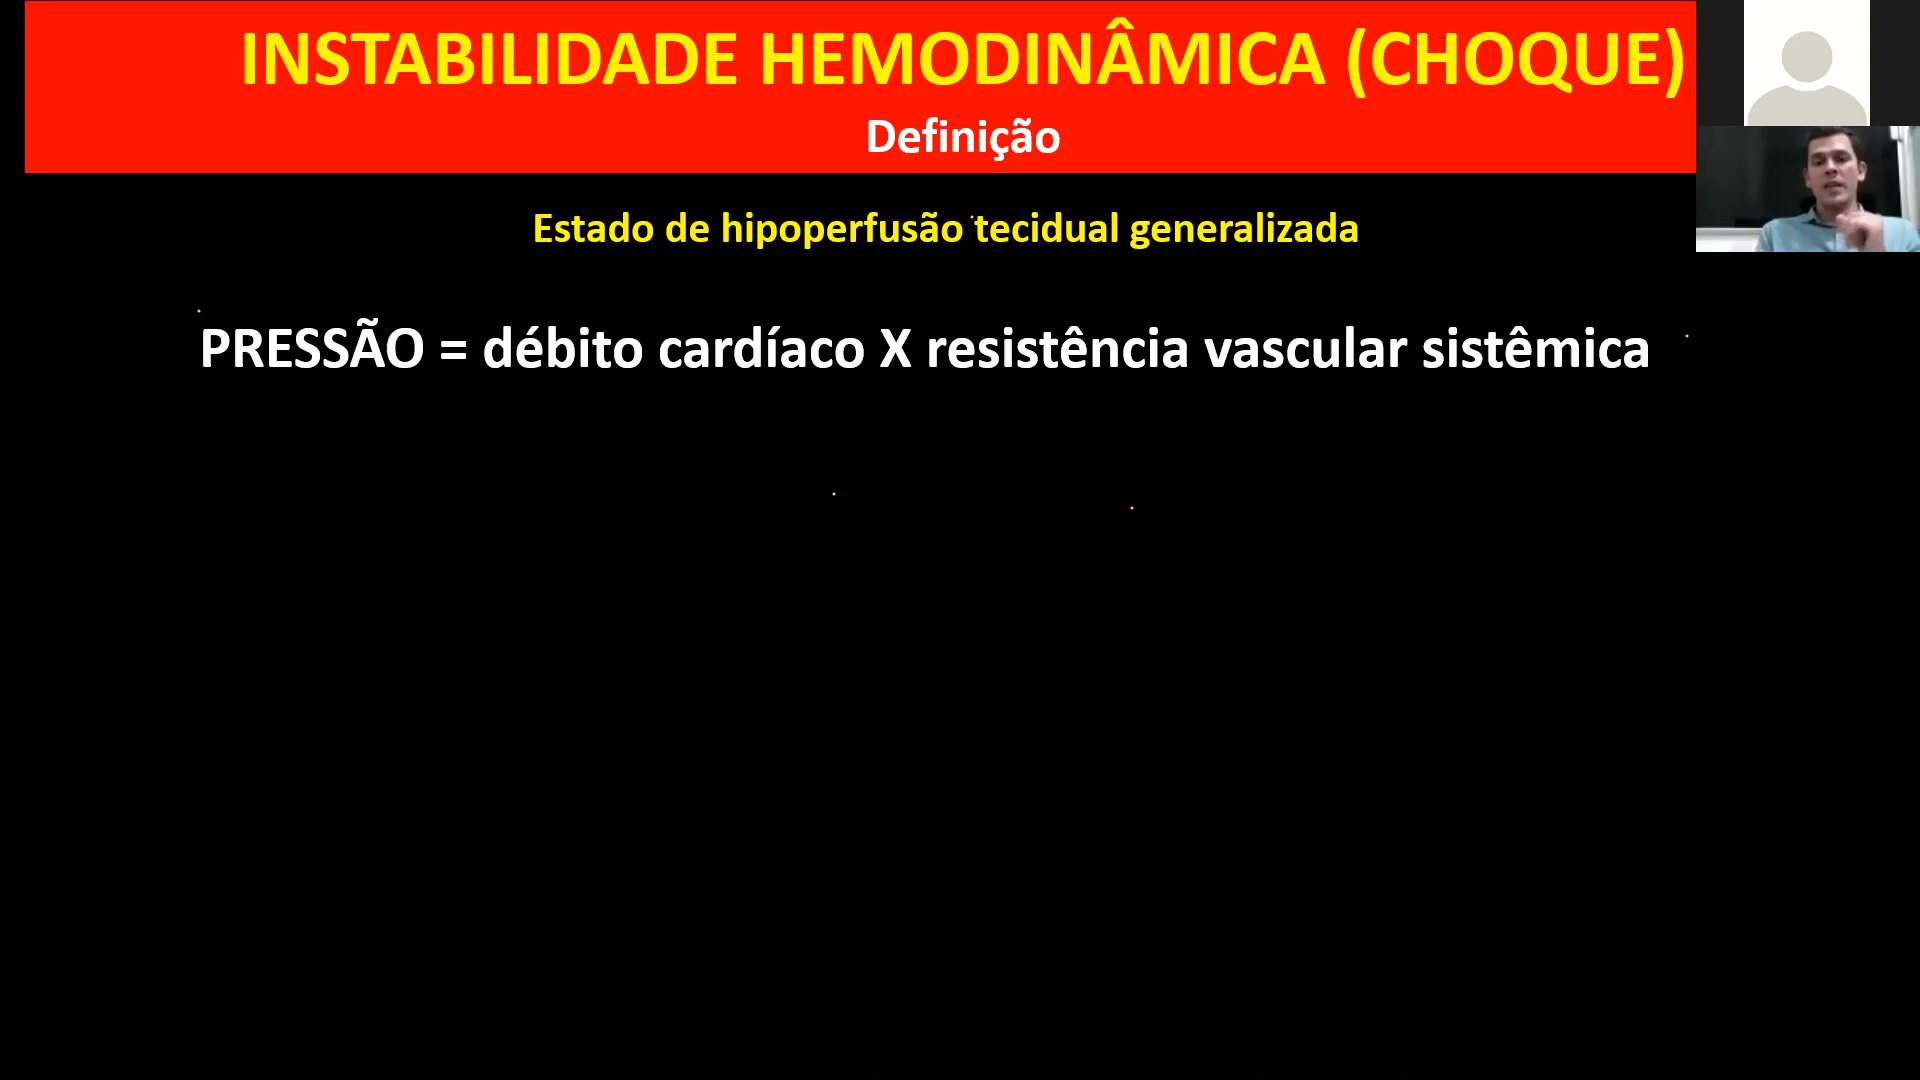 INSTABILIDADE HEMODINÂMICA (CHOQUE)
Definição
Estado de hipoperfusão tecidual generalizada
PRESSÃO = débito cardíaco X resistência vascular sistêmica